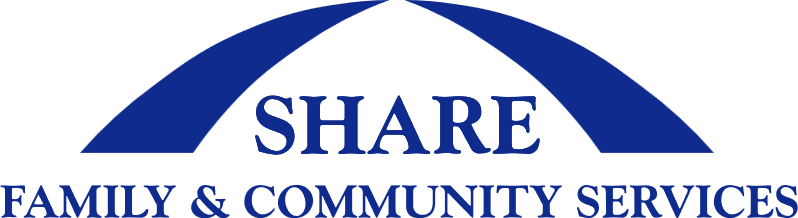 SHARE
FAMILY & COMMUNITY SERVICES